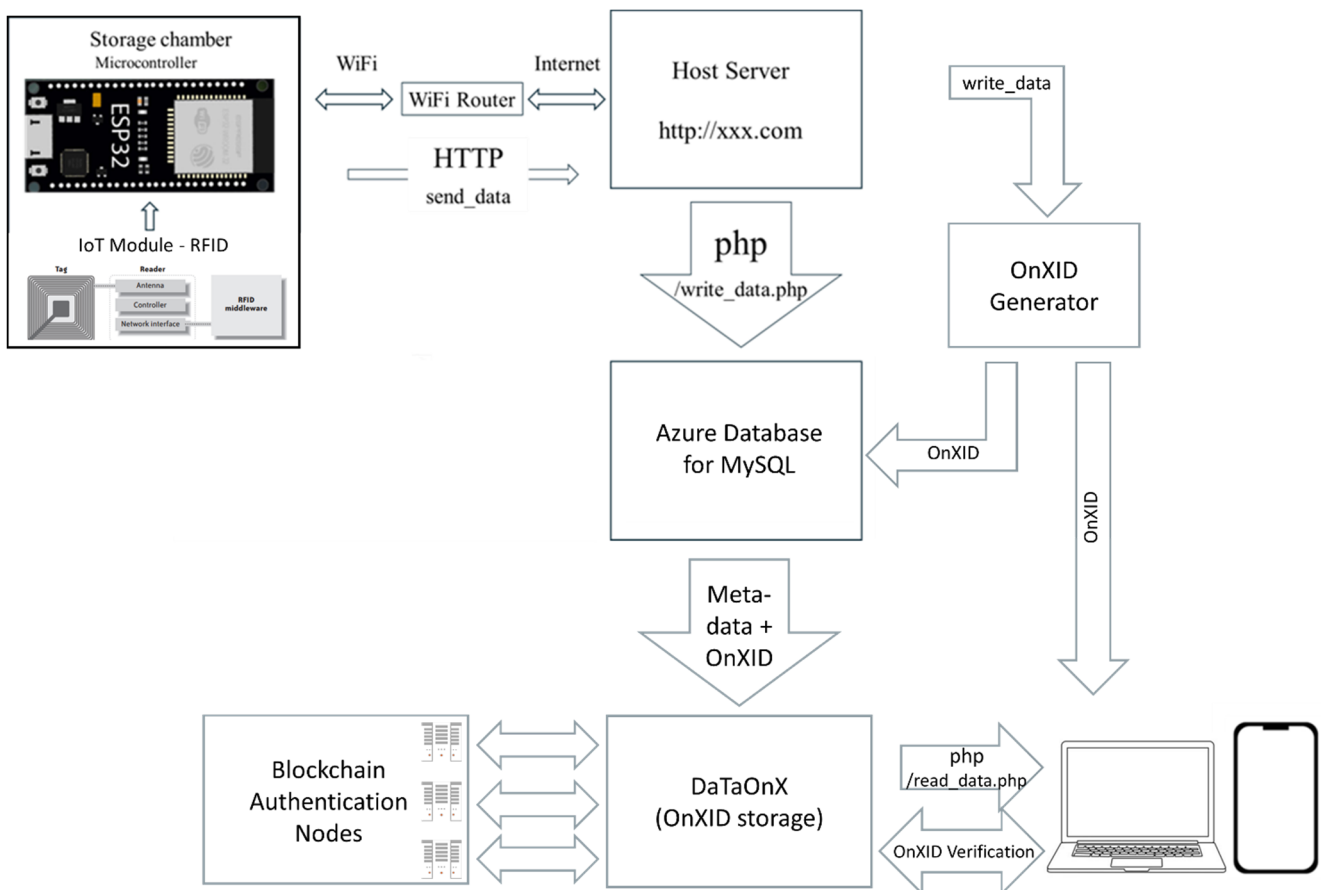 Storage chamber
Microcontroller
ESP32
IoT Module - RFID
Tag
Reader
Antenna
Controller
Network interface
RFID
middleware
WiFi
WiFi Router
Internet
HTTP
send_data
Host Server
http://xxx.com
php
/write_data.php
write_data
OnXID
Generator
Azure Database
for MySQL
OnXID
OnXID
Meta-
data +
OnXID
Blockchain
Authentication
Nodes
DaTaOnX
(OnXID storage)
php
/read_data.php
OnXID Verification